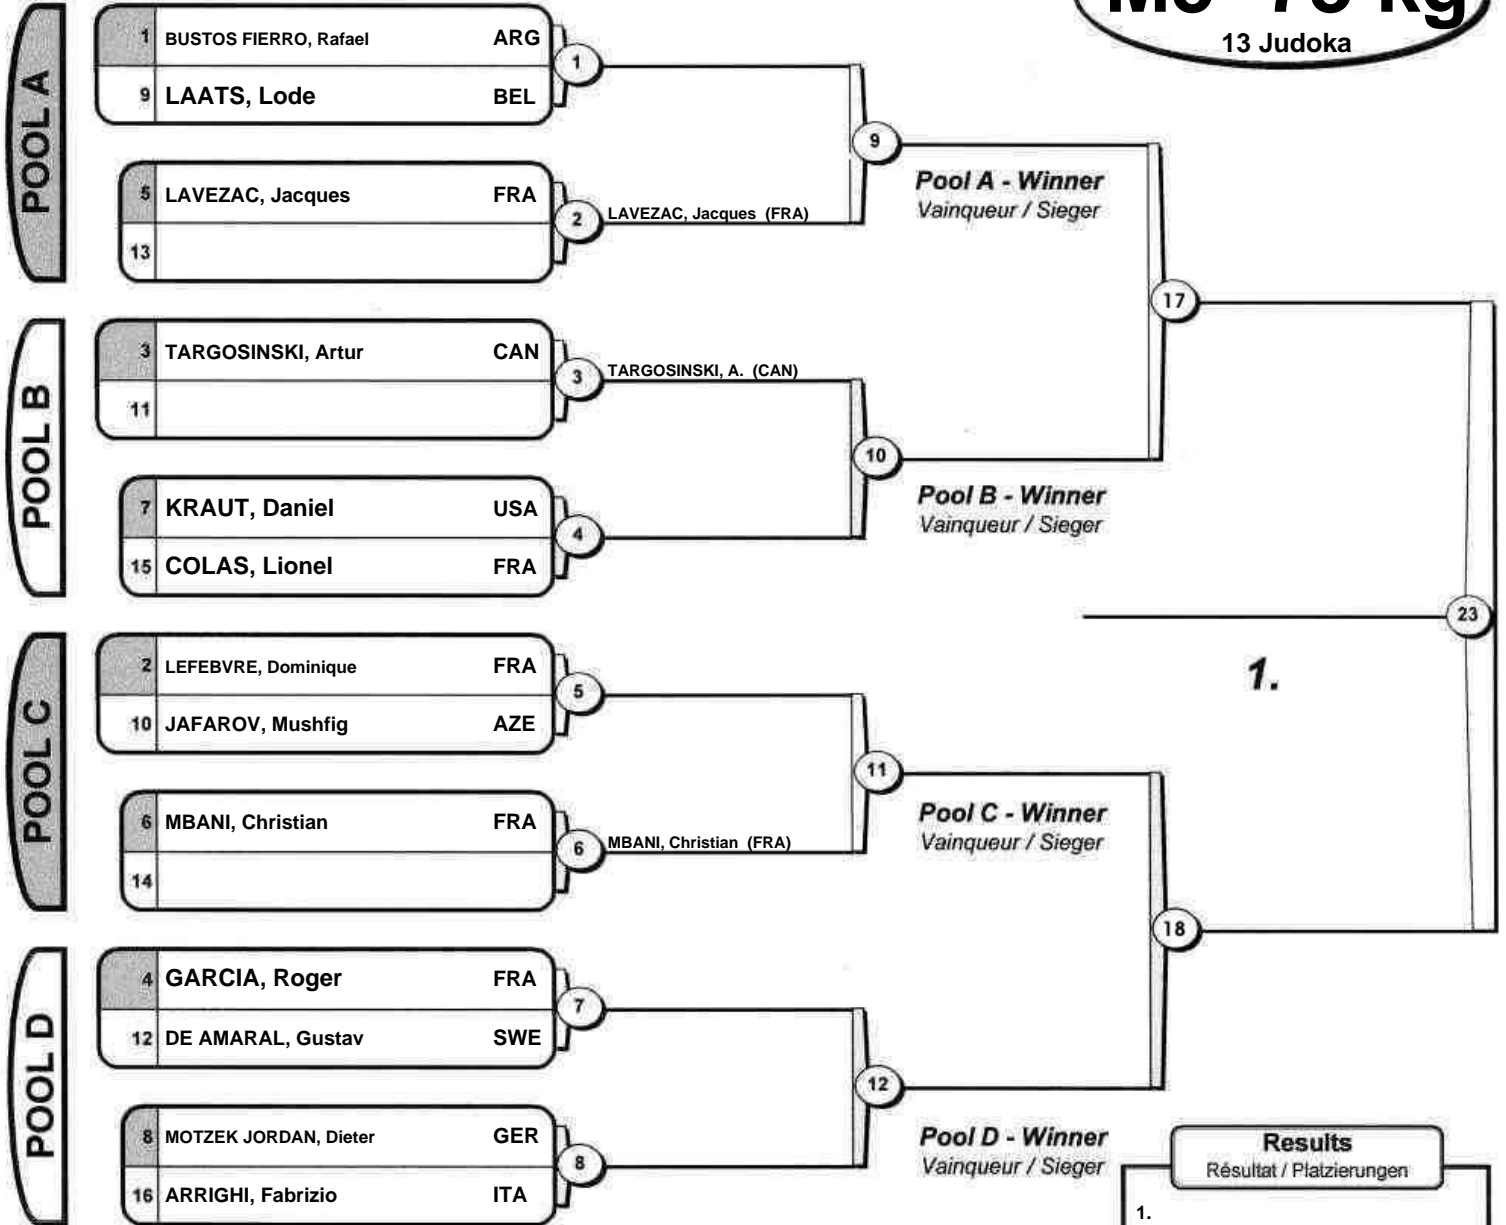 13 Judoka
POOL A
1 BUSTOS FIERRO, Rafael ARG
9 LAATS, Lode BEL
1
5 LAVEZAC, Jacques FRA
13
2
LAVEZAC, Jacques (FRA)
9
Pool A - Winner
Vainqueur / Sieger
POOL B
3 TARGOSINSKI, Artur CAN
11
3
TARGOSINSKI, A. (CAN)
7 KRAUT, Daniel USA
15 COLAS, Lionel FRA
4
10
Pool B - Winner
Vainqueur / Sieger
17
POOL C
2 LEFEBVRE, Dominique FRA
10 JAFAROV, Mushfig AZE
5
6 MBANI, Christian FRA
14
6
MBANI, Christian (FRA)
11
Pool C - Winner
Vainqueur / Sieger
POOL D
4 GARCIA, Roger FRA
12 DE AMARAL, Gustav SWE
7
8 MOTZEK JORDAN, Dieter GER
16 ARRIGHI, Fabrizio ITA
8
12
Pool D - Winner
Vainqueur / Sieger
18
23
1.
Results
Résultat / Platzierungen
1.